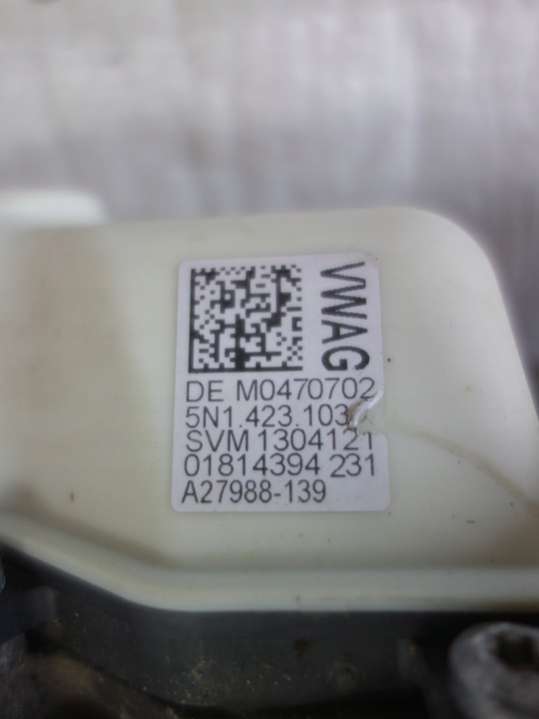 VWAG
DE M0470702
5N1.423.103
SVM 1304121
01814394 231
A27988-139